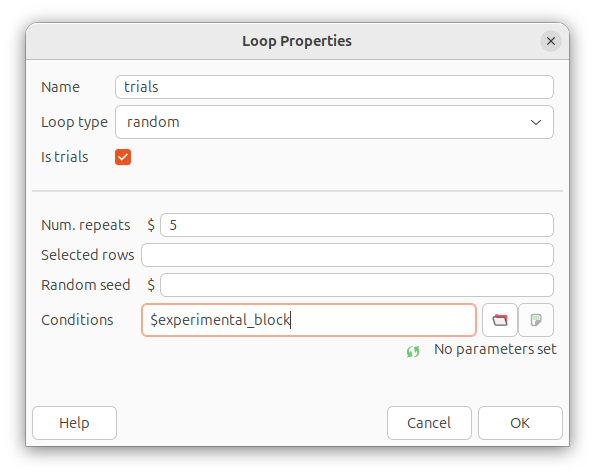 Loop Properties
Name trials
Loop type random
Is trials
Num. repeats $ 5
Selected rows
Random seed $
Conditions $experimental_block
No parameters set
Help Cancel OK